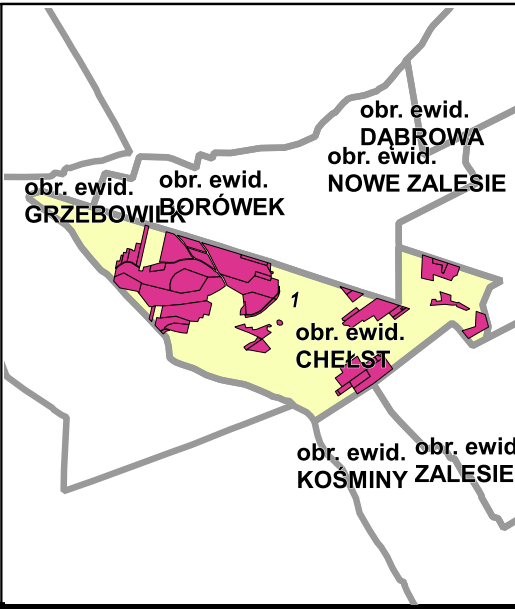 obr. ewid.
DĄBROWA
obr. ewid.
NOWE ZALESIE
obr. ewid.
GRZEBOWILK
obr. ewid.
BORÓWEK
1
obr. ewid.
CHEŁST
obr. ewid.
KOŚMINY
obr. ewid
ZALESIE